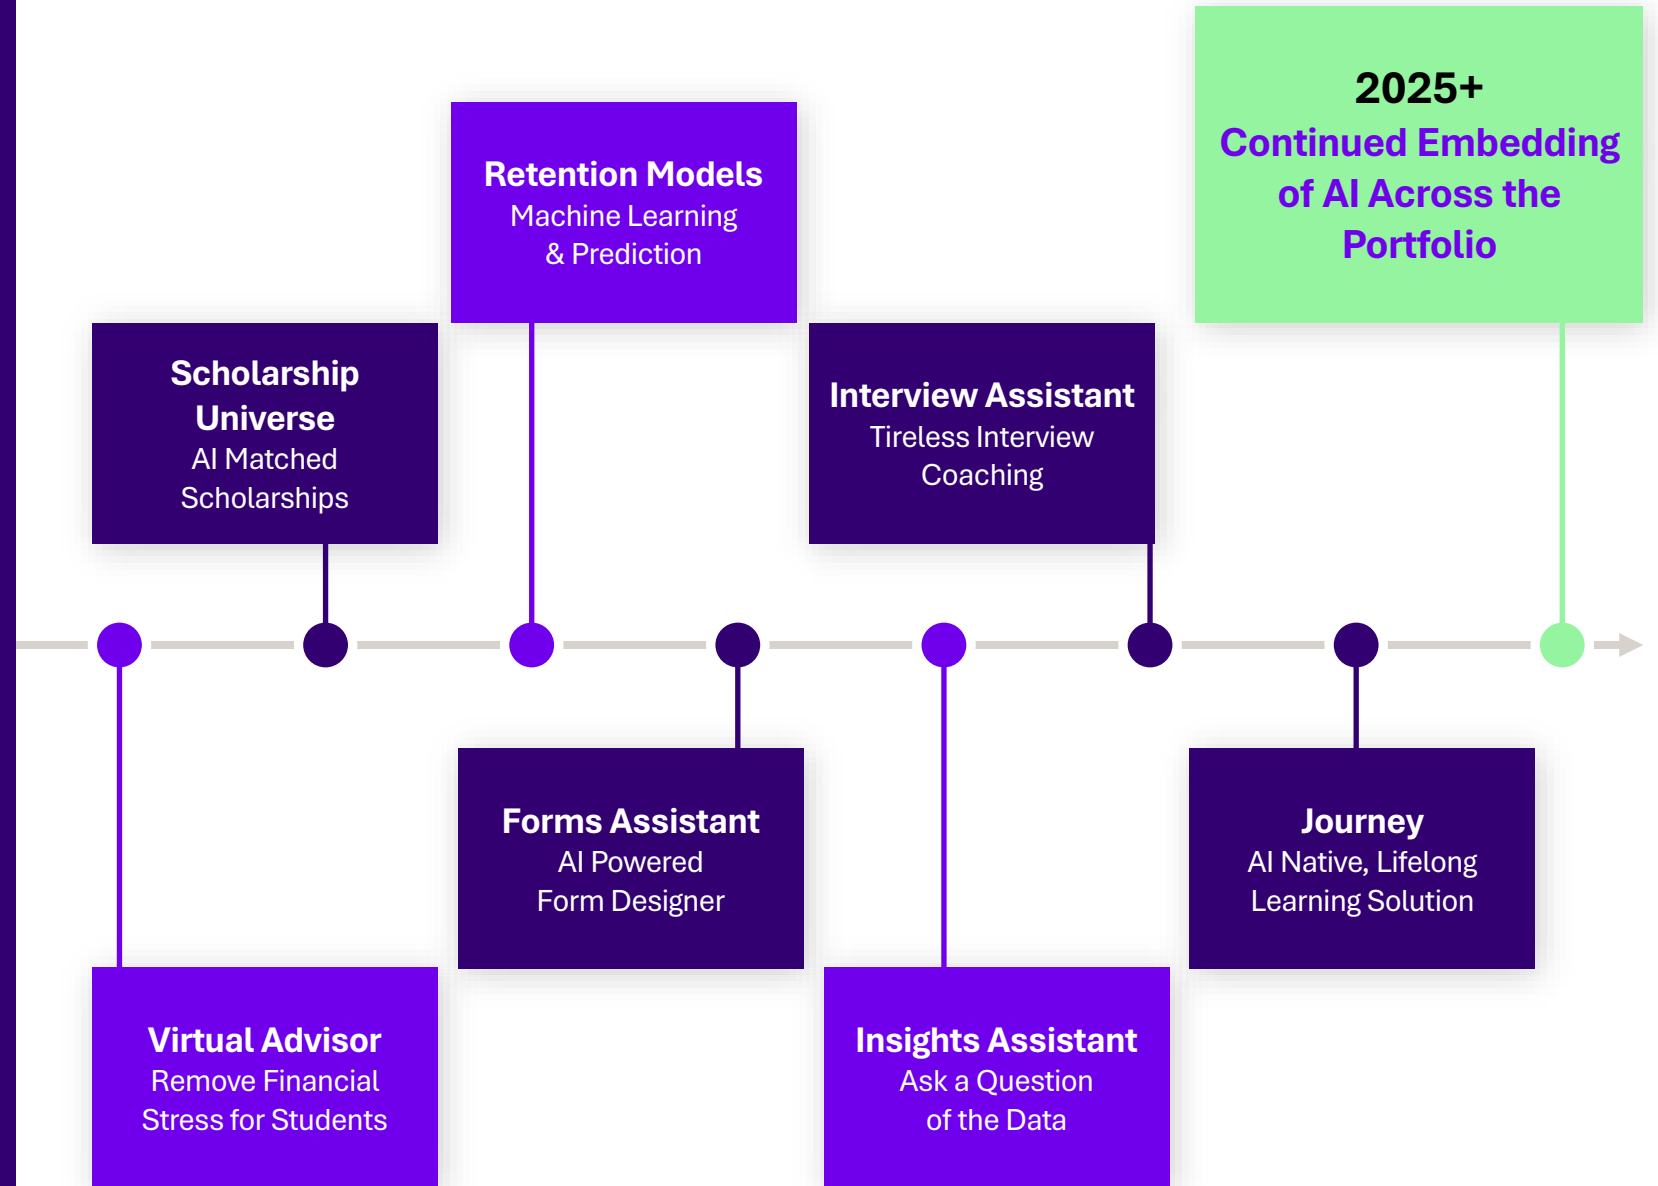 2025+
Continued Embedding
of AI Across the
Portfolio
Retention Models
Machine Learning
& Prediction
Scholarship
Universe
AI Matched
Scholarships
Interview Assistant
Tireless Interview
Coaching
Forms Assistant
AI Powered
Form Designer
Journey
AI Native, Lifelong
Learning Solution
Virtual Advisor
Remove Financial
Stress for Students
Insights Assistant
Ask a Question
of the Data